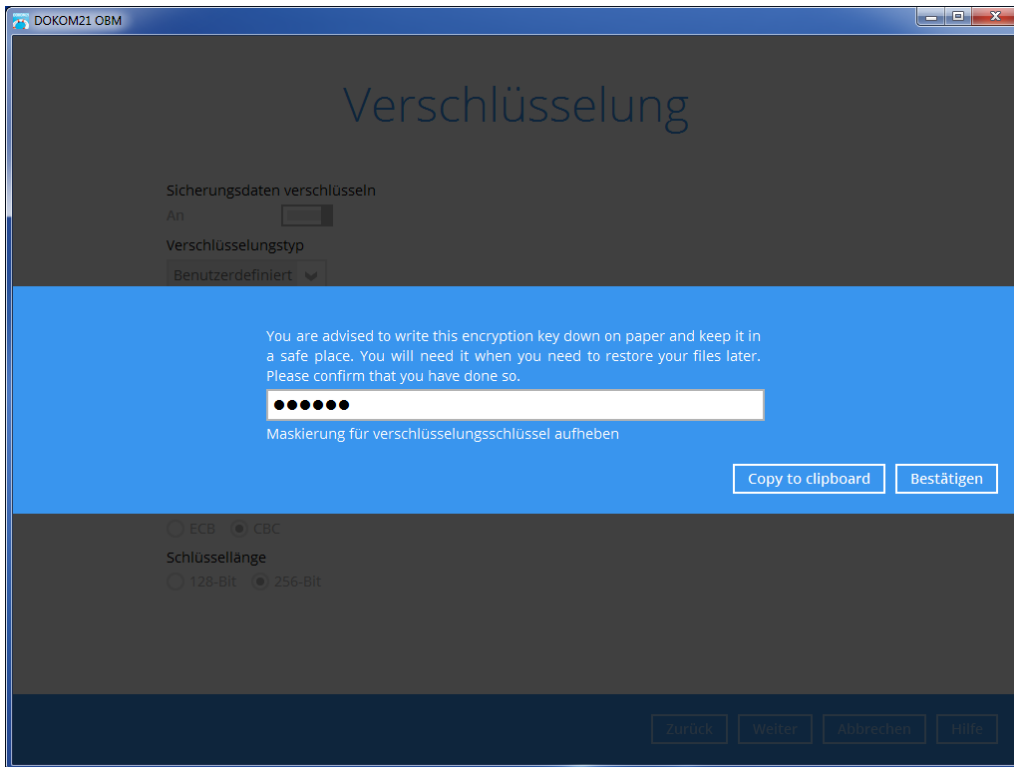 DOKOM21 OBM
Verschlüsselung
Sicherungsdaten verschlüsseln
An
Verschlüsselungstyp
Benutzerdefiniert
You are advised to write this encryption key down on paper and keep it in
a safe place. You will need it when you need to restore your files later.
Please confirm that you have done so.
●●●●●●
Maskierung für verschlüsselungsschlüssel aufheben
Copy to clipboard Bestätigen
ECB CBC
Schlüssellänge
128-Bit 256-Bit
Zurück Weiter Abbrechen Hilfe